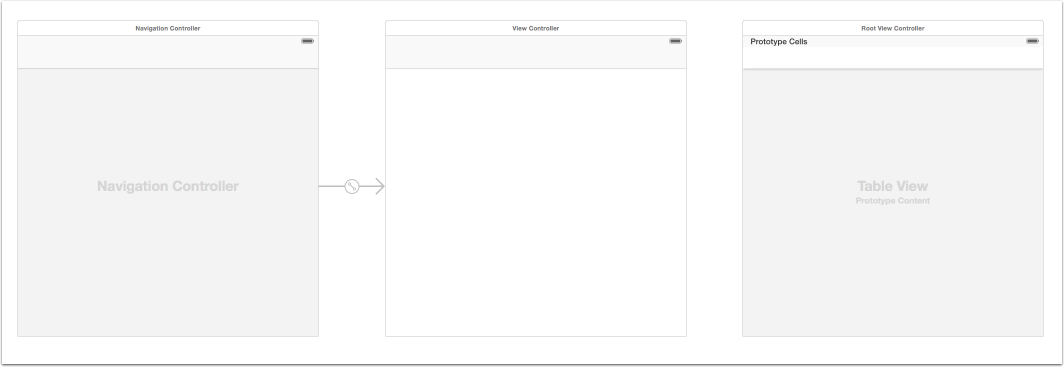 Navigation Controller
View Controller
Root View Controller
Prototype Cells
Navigation Controller
Table View
Prototype Content